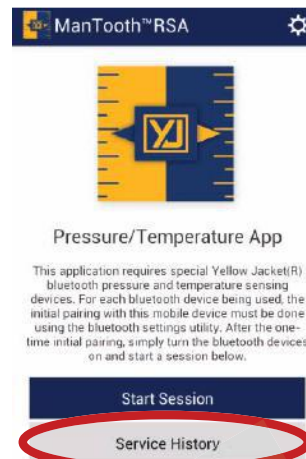 ManTooth™RSA
YJ
Pressure/Temperature App
This application requires special Yellow Jacket(R)
bluetooth pressure and temperature sensing
devices. For each bluetooth device being used, the
initial pairing with this mobile device must be done
using the bluetooth settings utility. After the one-
time initial pairing, simply turn the bluetooth devices
on and start a session below.
Start Session
Service History